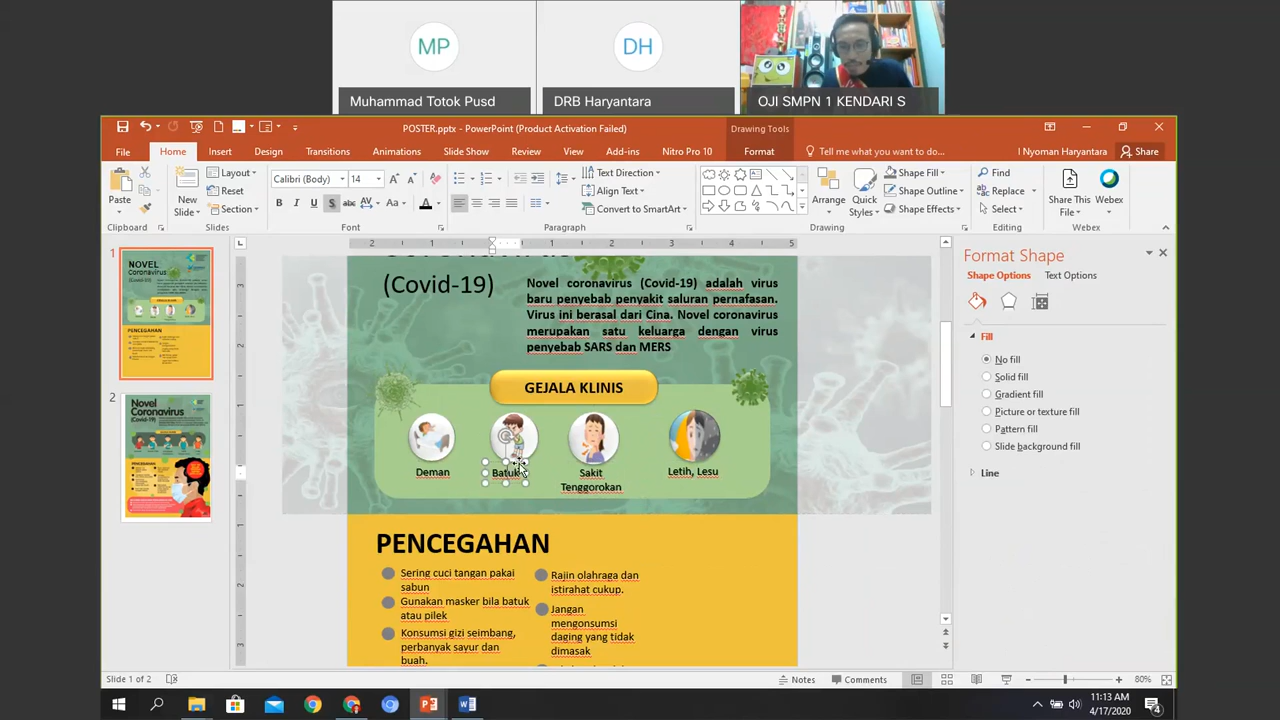 MP
DH
Muhammad Totok Pusd
DRB Haryantara
OJI SMPN 1 KENDARI S
POSTER.pptx - PowerPoint (Product Activation Failed)
Drawing Tools
File
Home
Insert
Design
Transitions
Animations
Slide Show
Review
View
Add-ins
Nitro Pro 10
Format
Tell me what you want to do...
I Nyoman Haryantara
Share
Paste
New Slide
Layout
Reset
Section
Calibri (Body)
14
Text Direction
Align Text
Convert to SmartArt
Arrange
Quick Styles
Shape Fill
Shape Outline
Shape Effects
Find
Replace
Select
Share This File
Webex
Clipboard
Slides
Font
Paragraph
Drawing
Editing
Webex
1
2
NOVEL
Coronavirus
GEJALA KLINIS
PENCEGAHAN
Novel
Coronavirus
(Covid-19)
(Covid-19)
Novel coronavirus (Covid-19) adalah virus
baru penyebab penyakit saluran pernafasan.
Virus ini berasal dari Cina. Novel coronavirus
merupakan satu keluarga dengan virus
penyebab SARS dan MERS
GEJALA KLINIS
Deman
Batuk
Sakit
Tenggorokan
Letih, Lesu
PENCEGAHAN
Sering cuci tangan pakai
sabun
Gunakan masker bila batuk
atau pilek
Konsumsi gizi seimbang,
perbanyak sayur dan
buah.
Rajin olahraga dan
istirahat cukup.
Jangan
mengonsumsi
daging yang tidak
dimasak
Format Shape
Shape Options
Text Options
Fill
No fill
Solid fill
Gradient fill
Picture or texture fill
Pattern fill
Slide background fill
Line
Slide 1 of 2
Notes
Comments
80%
11:13 AM
4/17/2020